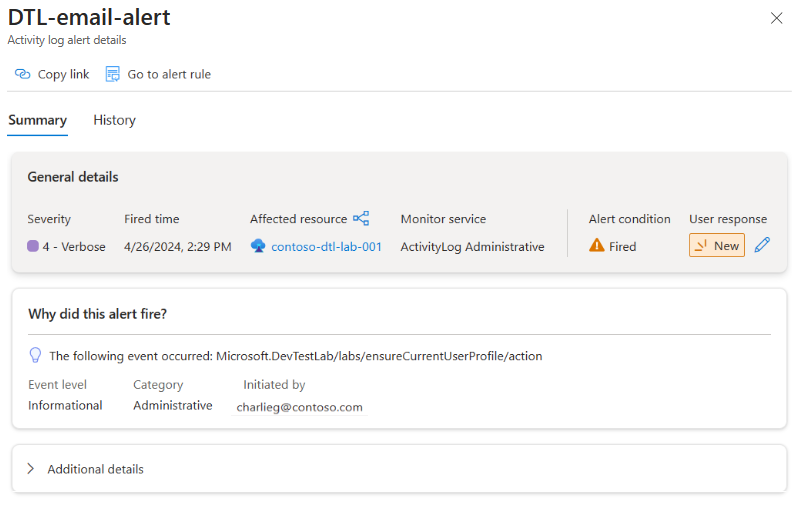 DTL-email-alert
Activity log alert details
Copy link Go to alert rule
Summary History
General details
Severity Fired time Affected resource Monitor service Alert condition User response
4 - Verbose 4/26/2024, 2:29 PM contoso-dtl-lab-001 ActivityLog Administrative Fired New
Why did this alert fire?
The following event occurred: Microsoft.DevTestLab/labs/ensureCurrentUserProfile/action
Event level Category Initiated by
Informational Administrative charlieg@contoso.com
Additional details